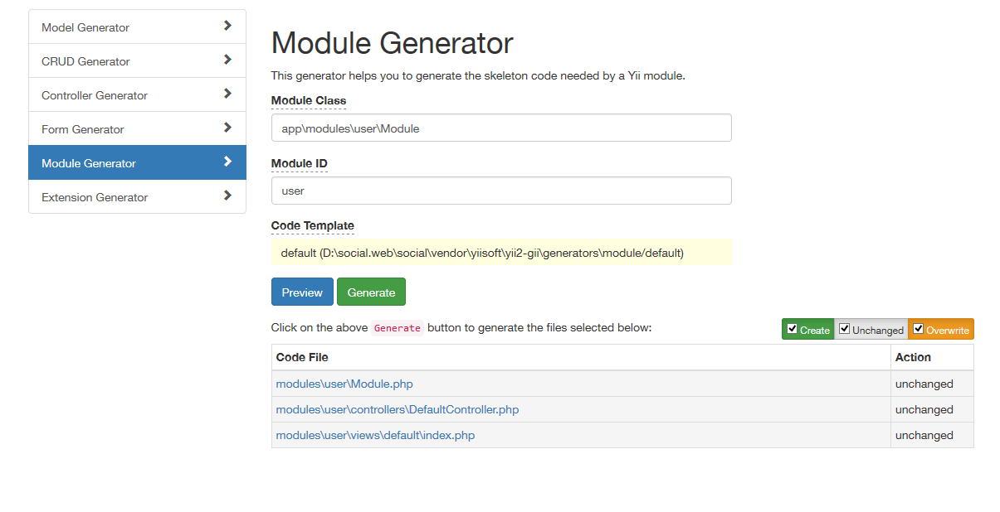 Model Generator
CRUD Generator
Controller Generator
Form Generator
Module Generator
Extension Generator
Module Generator
This generator helps you to generate the skeleton code needed by a Yii module.
Module Class
app\modules\user\Module
Module ID
user
Code Template
default (D:\social.web\social\vendor\yiisoft\yii2-gii\generators\module/default)
Preview Generate
Click on the above Generate button to generate the files selected below: Create Unchanged Overwrite
Code File Action
modules\user\Module.php unchanged
modules\user\controllers\DefaultController.php unchanged
modules\user\views\default\index.php unchanged